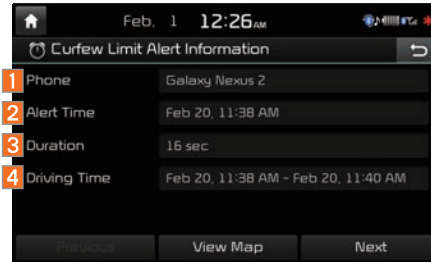 Feb. 1 12:26 AM
Curfew Limit Alert Information
1 Phone Galaxy Nexus 2
2 Alert Time Feb 20, 11:38 AM
3 Duration 16 sec
4 Driving Time Feb 20, 11:38 AM - Feb 20, 11:40 AM
Previous View Map Next